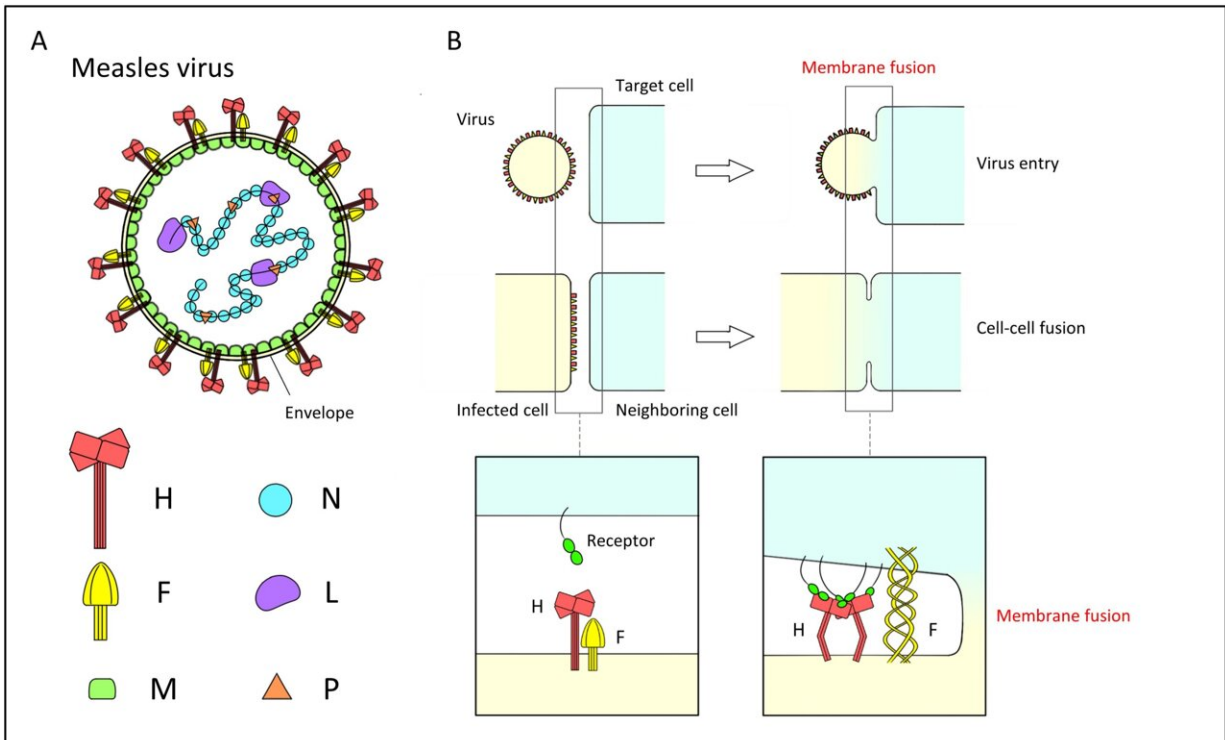 A
Measles virus
Envelope
H
N
F
L
M
P
B
Membrane fusion
Target cell
Virus
Virus entry
Cell-cell fusion
Infected cell
Neighboring cell
Receptor
H
F
H
F
Membrane fusion